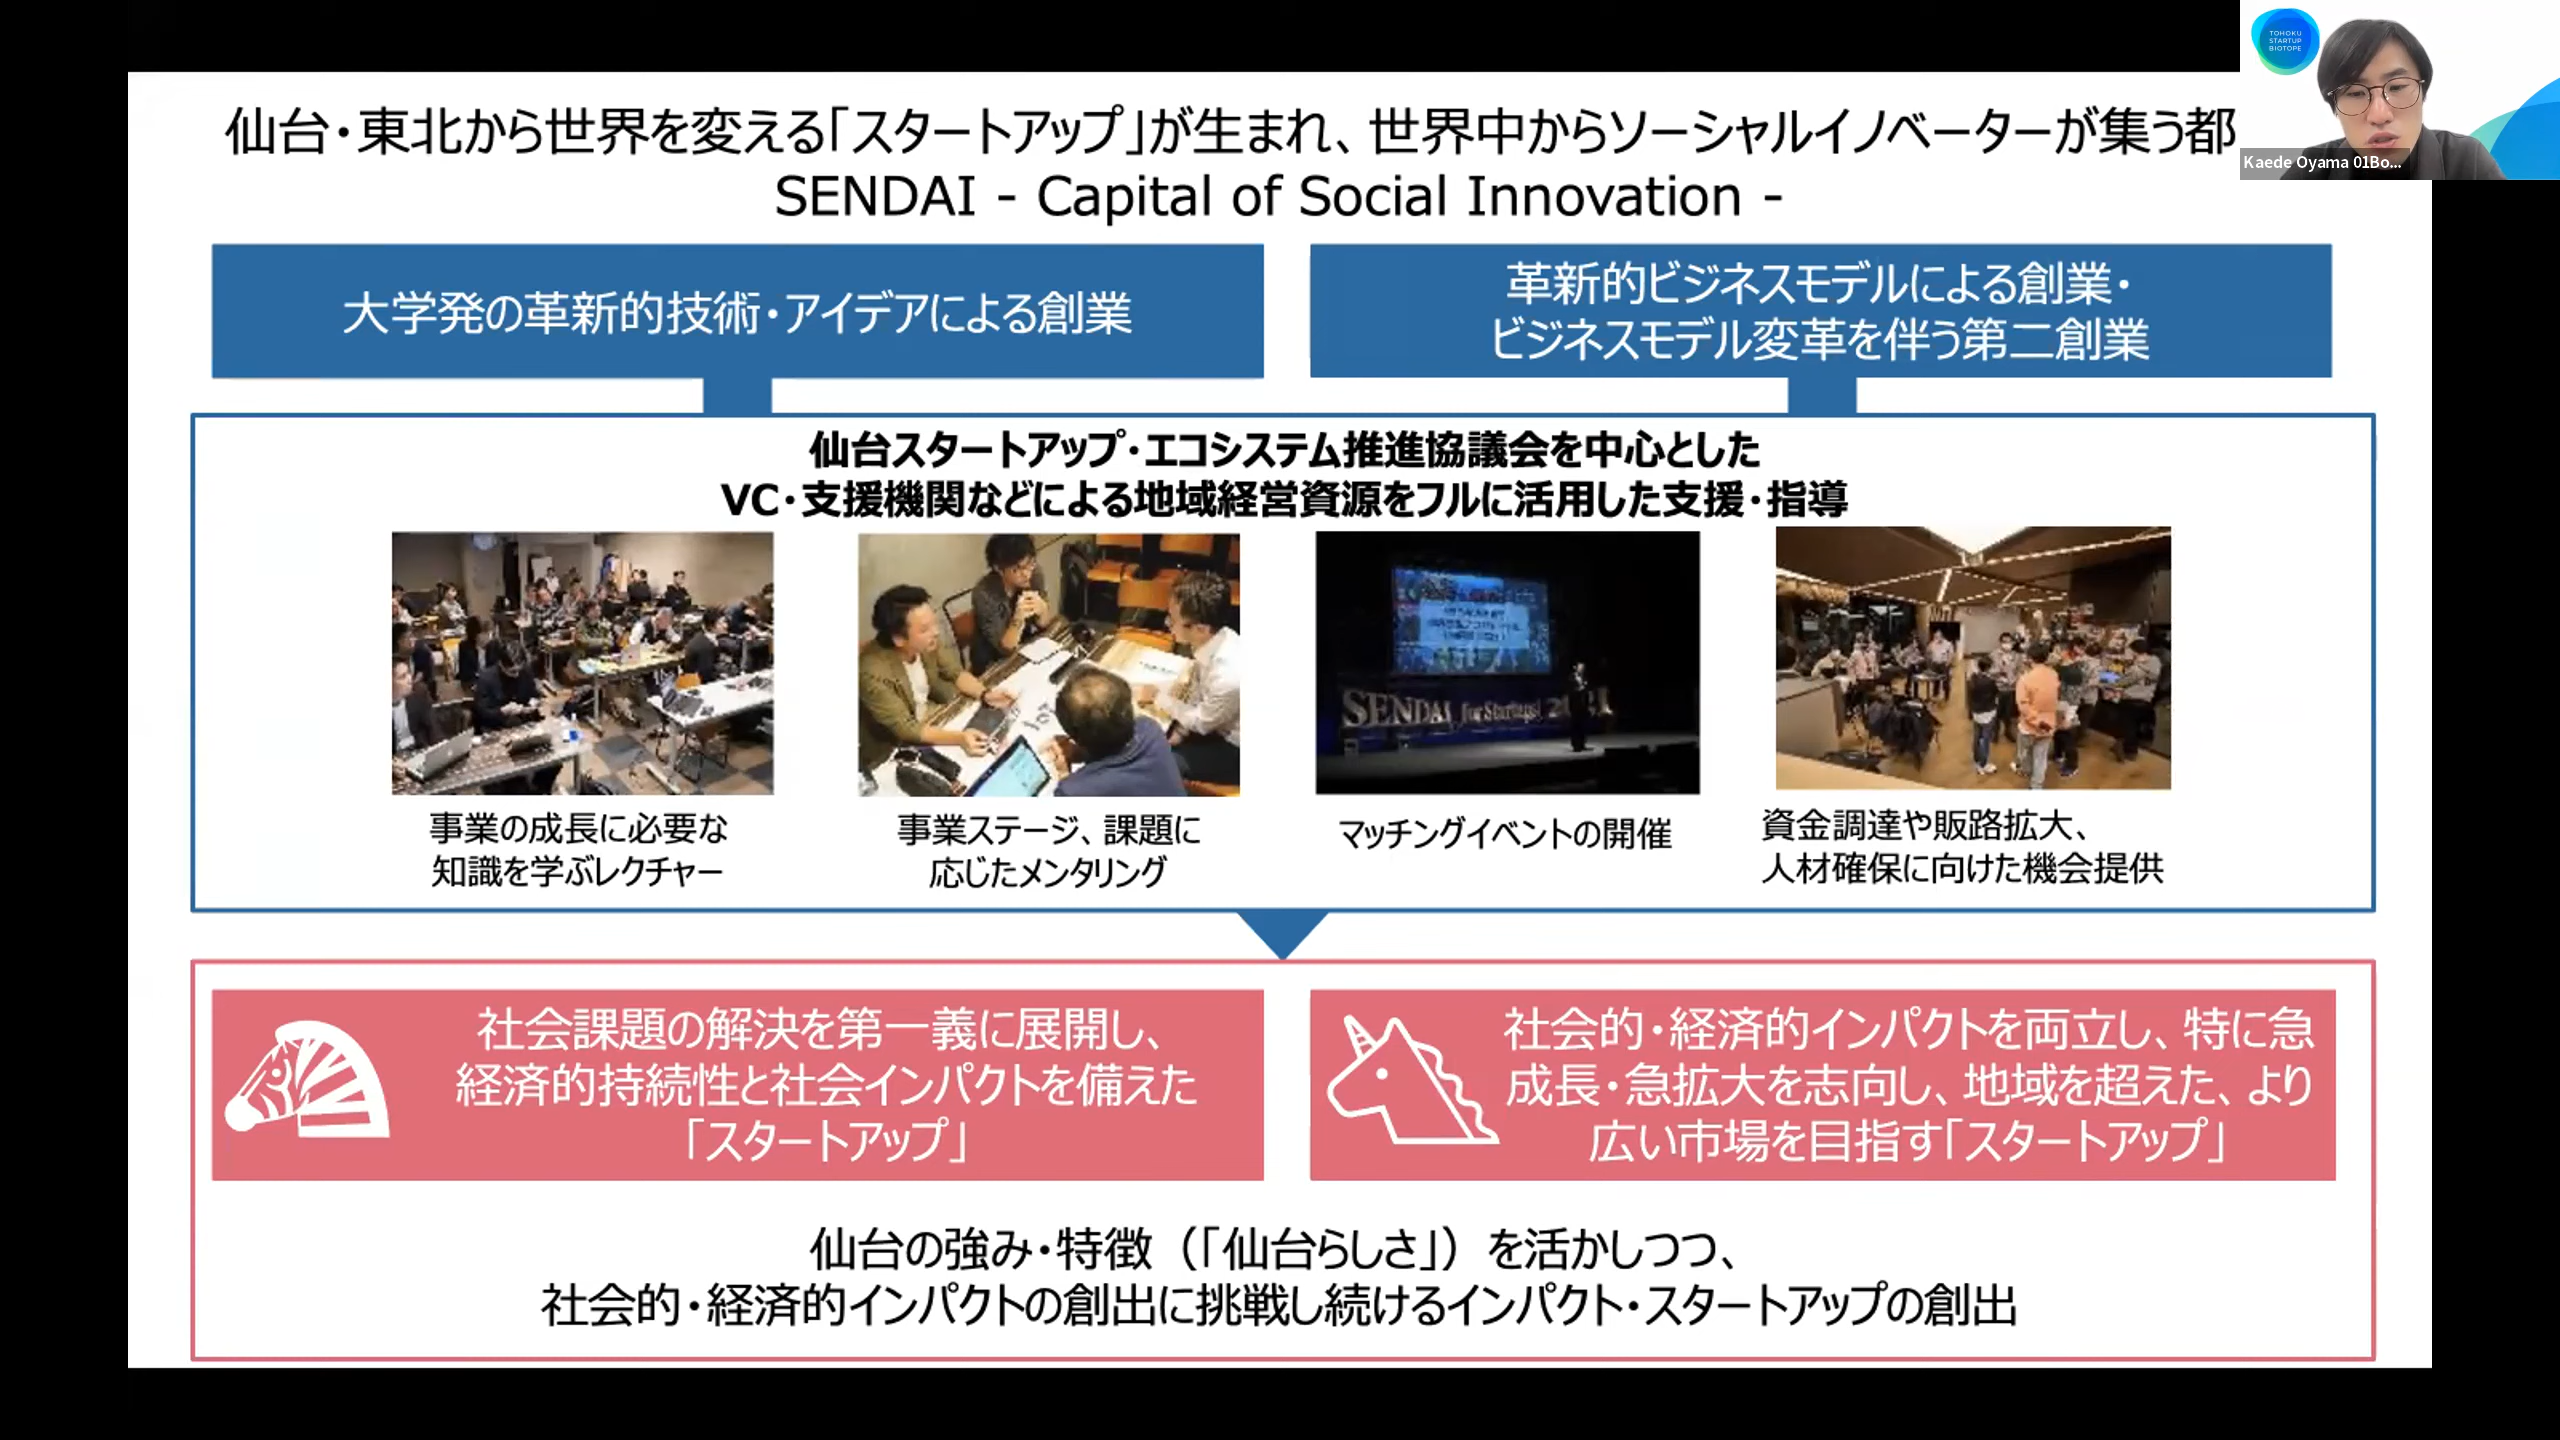 仙台・東北から世界を変える「スタートアップ」が生まれ、世界中からソーシャルイノベーターが集う都
SENDAI - Capital of Social Innovation -
TOHOKU
STARTUP
BIOTOPE
Kaede Oyama 01Bo...
大学発の革新的技術・アイデアによる創業
革新的ビジネスモデルによる創業・
ビジネスモデル変革を伴う第二創業
仙台スタートアップ・エコシステム推進協議会を中心とした
VC・支援機関などによる地域経営資源をフルに活用した支援・指導
SENDAI for Startups! 2021
事業の成長に必要な
知識を学ぶレクチャー
事業ステージ、課題に
応じたメンタリング
マッチングイベントの開催
資金調達や販路拡大、
人材確保に向けた機会提供
社会課題の解決を第一義に展開し、
経済的持続性と社会インパクトを備えた
「スタートアップ」
社会的・経済的インパクトを両立し、特に急
成長・急拡大を志向し、地域を超えた、より
広い市場を目指す「スタートアップ」
仙台の強み・特徴（「仙台らしさ」）を活かしつつ、
社会的・経済的インパクトの創出に挑戦し続けるインパクト・スタートアップの創出